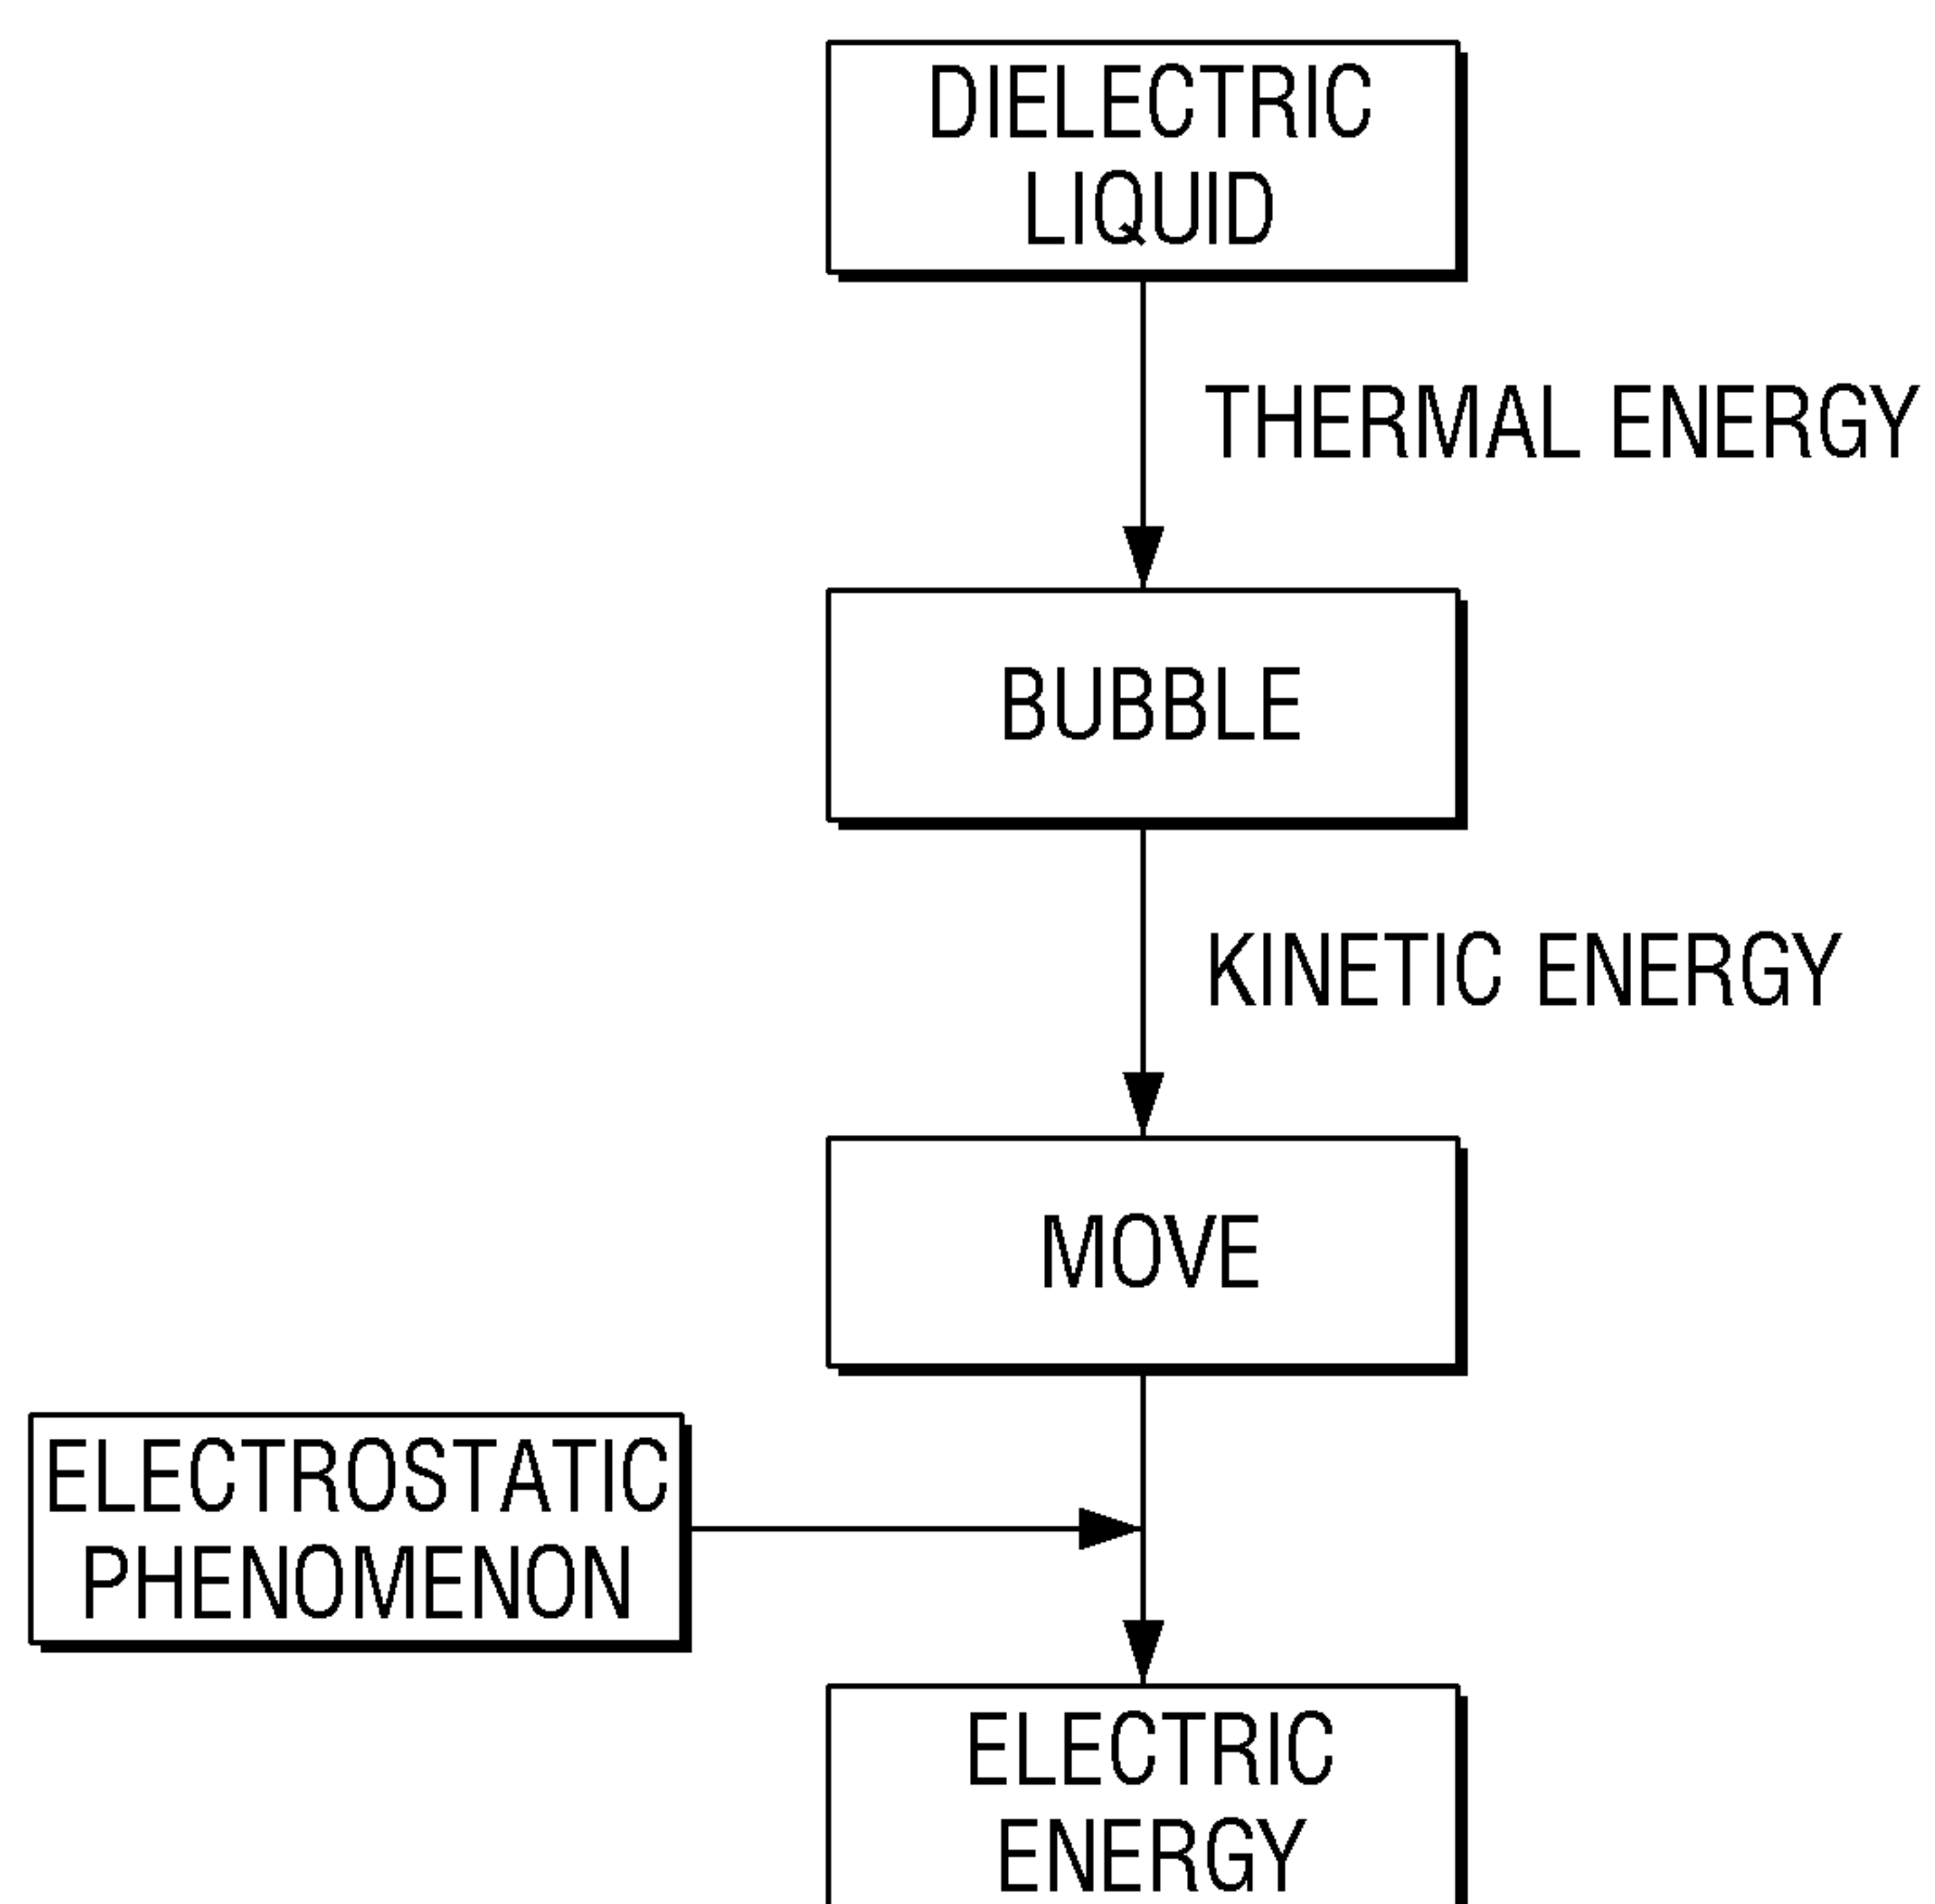 DIELECTRIC
LIQUID
THERMAL ENERGY
BUBBLE
KINETIC ENERGY
MOVE
ELECTROSTATIC
PHENOMENON
ELECTRIC
ENERGY